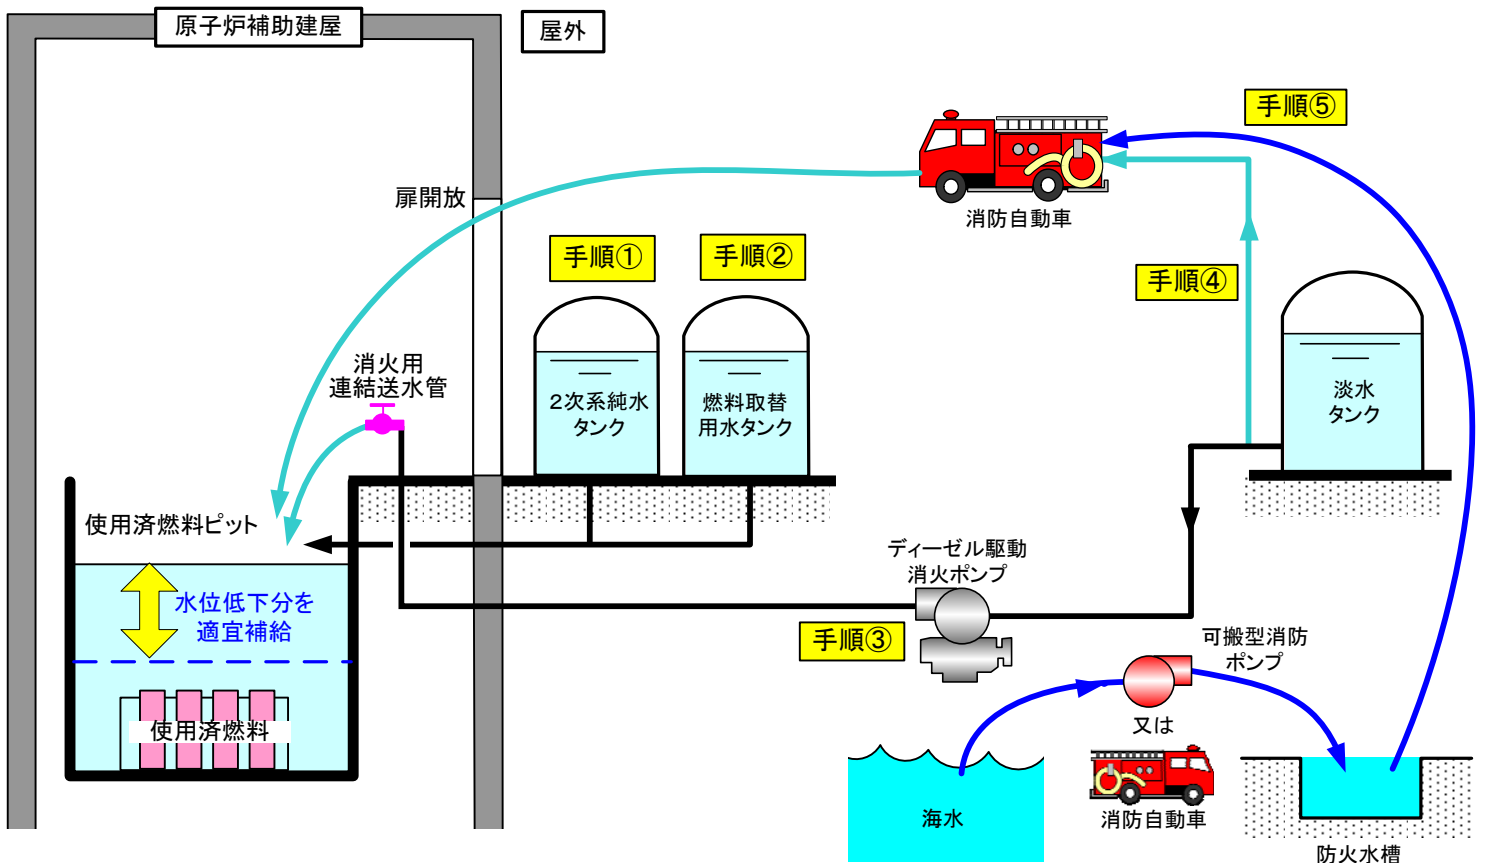 原子炉補助建屋
屋外
手順⑤
扉開放
消防自動車
手順①
手順②
手順④
消火用
連結送水管
2次系純水
タンク
燃料取替
用水タンク
淡水
タンク
使用済燃料ピット
ディーゼル駆動
消火ポンプ
水位低下分を
適宜補給
手順③
可搬型消防
ポンプ
又は
使用済燃料
海水
消防自動車
防火水槽